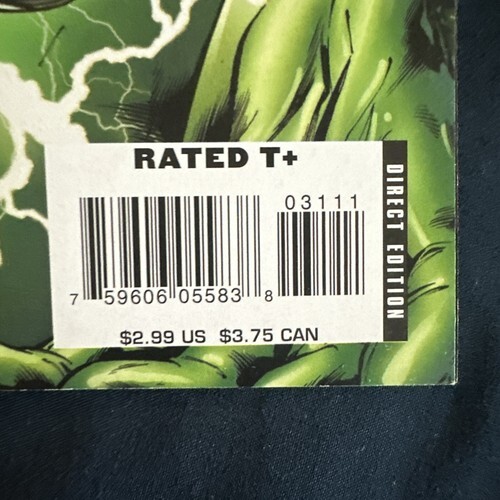 RATED T+
03111
7 59606 05583 8
$2.99 US $3.75 CAN
DIRECT EDITION